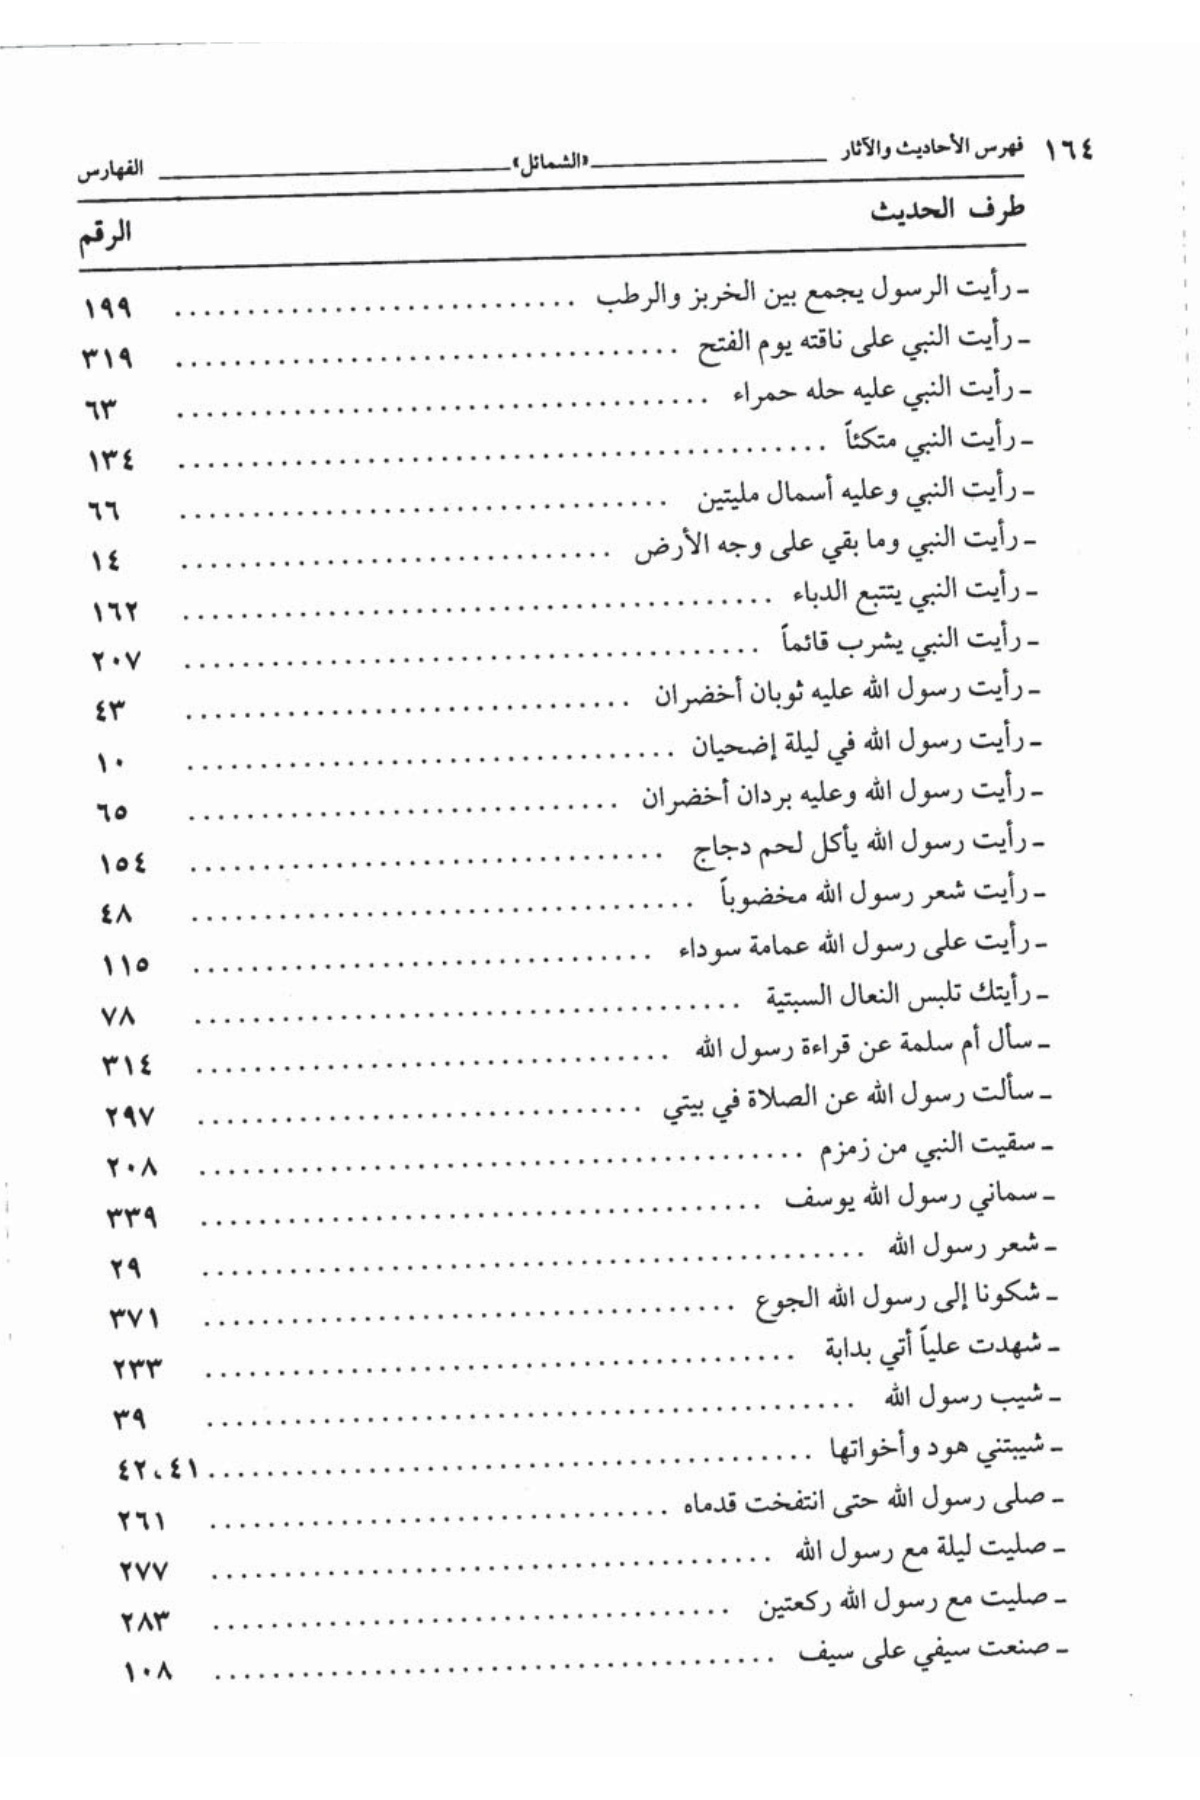 ١٦٤ فهرس الأحاديث والآثار ــــــ «الشمائل» ــــــ الفهارس
طرف الحديث الرقم
ـ رأيت الرسول يجمع بين الخربز والرطب ............ ١٩٩
ـ رأيت النبي على ناقته يوم الفتح ............ ٣١٩
ـ رأيت النبي عليه حله حمراء ............ ٦٣
ـ رأيت النبي متكئاً ............ ١٣٤
ـ رأيت النبي وعليه أسمال مليتين ............ ٦٦
ـ رأيت النبي وما بقي على وجه الأرض ............ ١٤
ـ رأيت النبي يتتبع الدباء ............ ١٦٢
ـ رأيت النبي يشرب قائماً ............ ٢٠٧
ـ رأيت رسول الله عليه ثوبان أخضران ............ ٤٣
ـ رأيت رسول الله في ليلة إضحيان ............ ١٠
ـ رأيت رسول الله وعليه بردان أخضران ............ ٦٥
ـ رأيت رسول الله يأكل لحم دجاج ............ ١٥٤
ـ رأيت شعر رسول الله مخضوباً ............ ٤٨
ـ رأيت على رسول الله عمامة سوداء ............ ١١٥
ـ رأيتك تلبس النعال السبتية ............ ٧٨
ـ سأل أم سلمة عن قراءة رسول الله ............ ٣١٤
ـ سألت رسول الله عن الصلاة في بيتي ............ ٢٩٧
ـ سقيت النبي من زمزم ............ ٢٠٨
ـ سماني رسول الله يوسف ............ ٣٣٩
ـ شعر رسول الله ............ ٢٩
ـ شكونا إلى رسول الله الجوع ............ ٣٧١
ـ شهدت علياً أتي بدابة ............ ٢٣٣
ـ شيب رسول الله ............ ٣٩
ـ شيبتني هود وأخواتها ............ ٤١،٤٢
ـ صلى رسول الله حتى انتفخت قدماه ............ ٢٦١
ـ صليت ليلة مع رسول الله ............ ٢٧٧
ـ صليت مع رسول الله ركعتين ............ ٢٨٣
ـ صنعت سيفي على سيف ............ ١٠٨